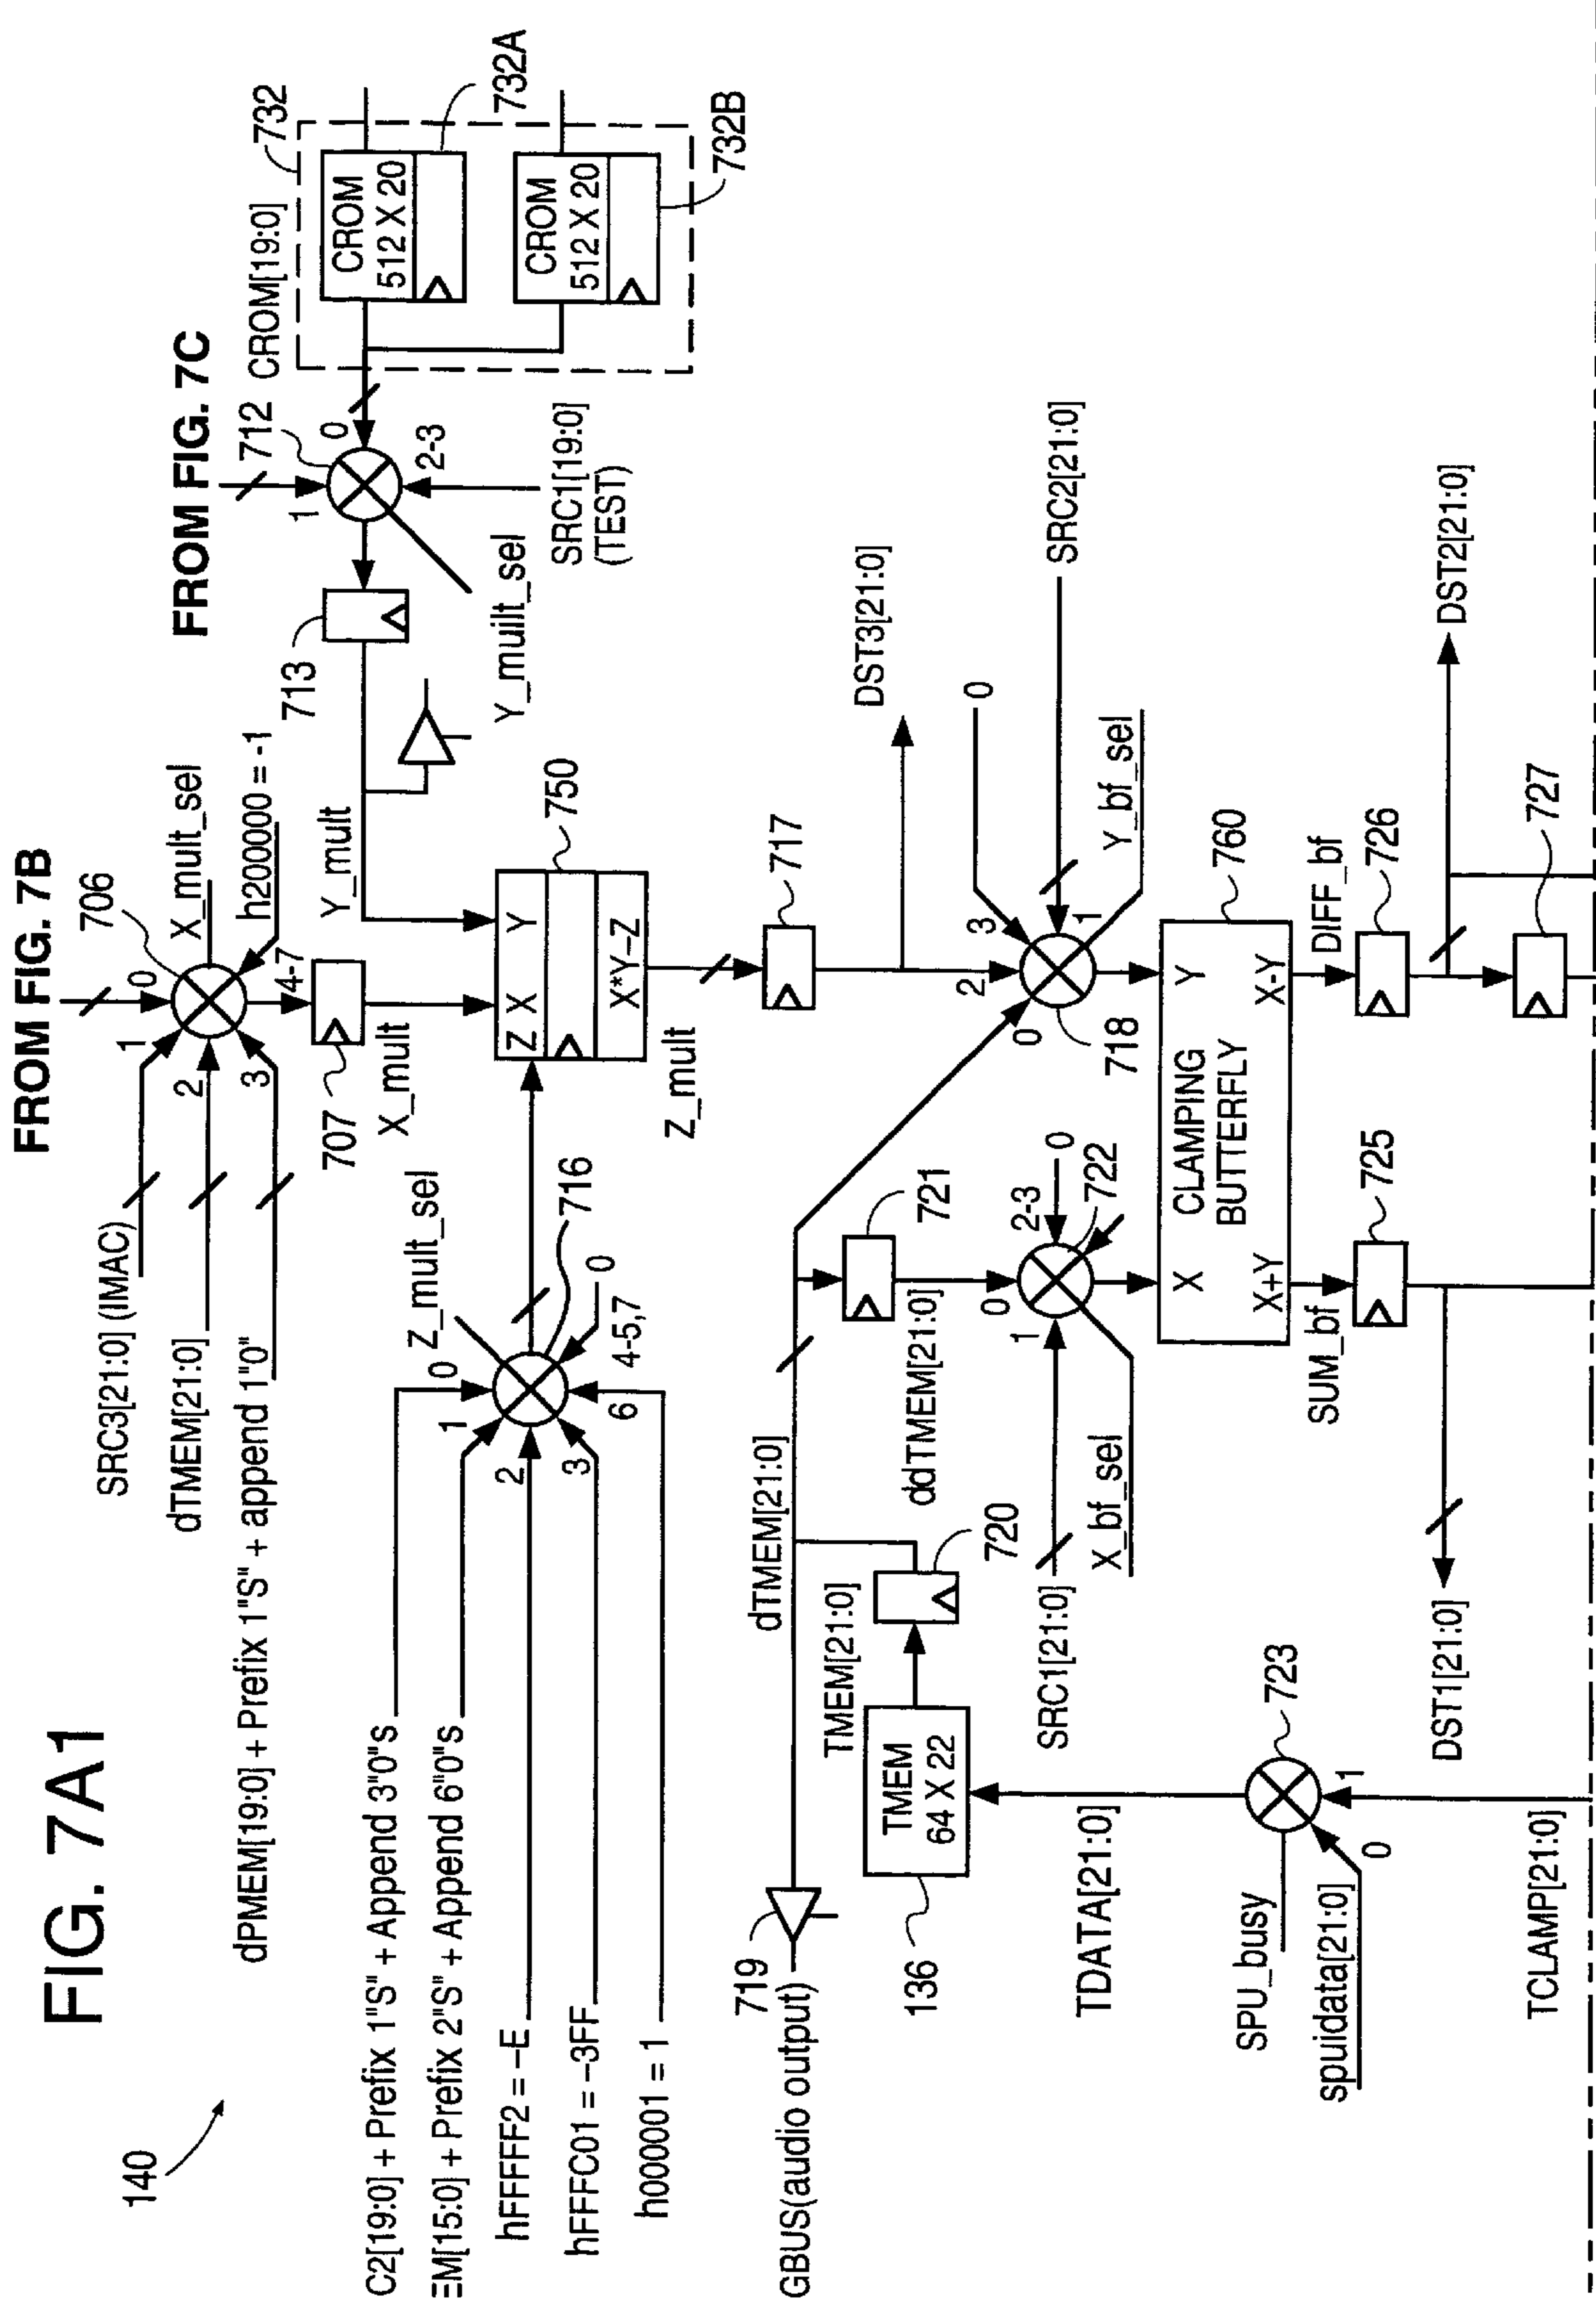 FIG. 7A1
140
FROM FIG. 7B
706
0
1
2
3
4-7
X_mult_sel
h200000 = -1
SRC3[21:0] (IMAC)
dTMEM[21:0]
dPMEM[19:0] + Prefix 1"S" + append 1"0"
707
X_mult
FROM FIG. 7C
712
1
0
2-3
CROM[19:0]
732
CROM
512 X 20
732A
CROM
512 X 20
732B
SRC1[19:0]
(TEST)
Y_muilt_sel
713
Y_mult
C2[19:0] + Prefix 1"S" + Append 3"0"s
EM[15:0] + Prefix 2"S" + Append 6"0"s
hFFFFF2 = –E
hFFFC01 = –3FF
h000001 = 1
Z_mult_sel
0
1
2
3
6
4-5,7
0
716
Z X Y
X*Y–Z
750
Z_mult
717
DST3[21:0]
GBUS(audio output)
719
dTMEM[21:0]
TMEM[21:0]
TMEM
64 X 22
136
720
721
ddTMEM[21:0]
0
1
2-3
0
722
SRC1[21:0]
X_bf_sel
0
2
3
1
0
718
SRC2[21:0]
Y_bf_sel
X
Y
CLAMPING
BUTTERFLY
X+Y
X-Y
760
SUM_bf
725
DIFF_bf
726
DST1[21:0]
DST2[21:0]
727
TDATA[21:0]
SPU_busy
723
spuidata[21:0]
0
1
TCLAMP[21:0]